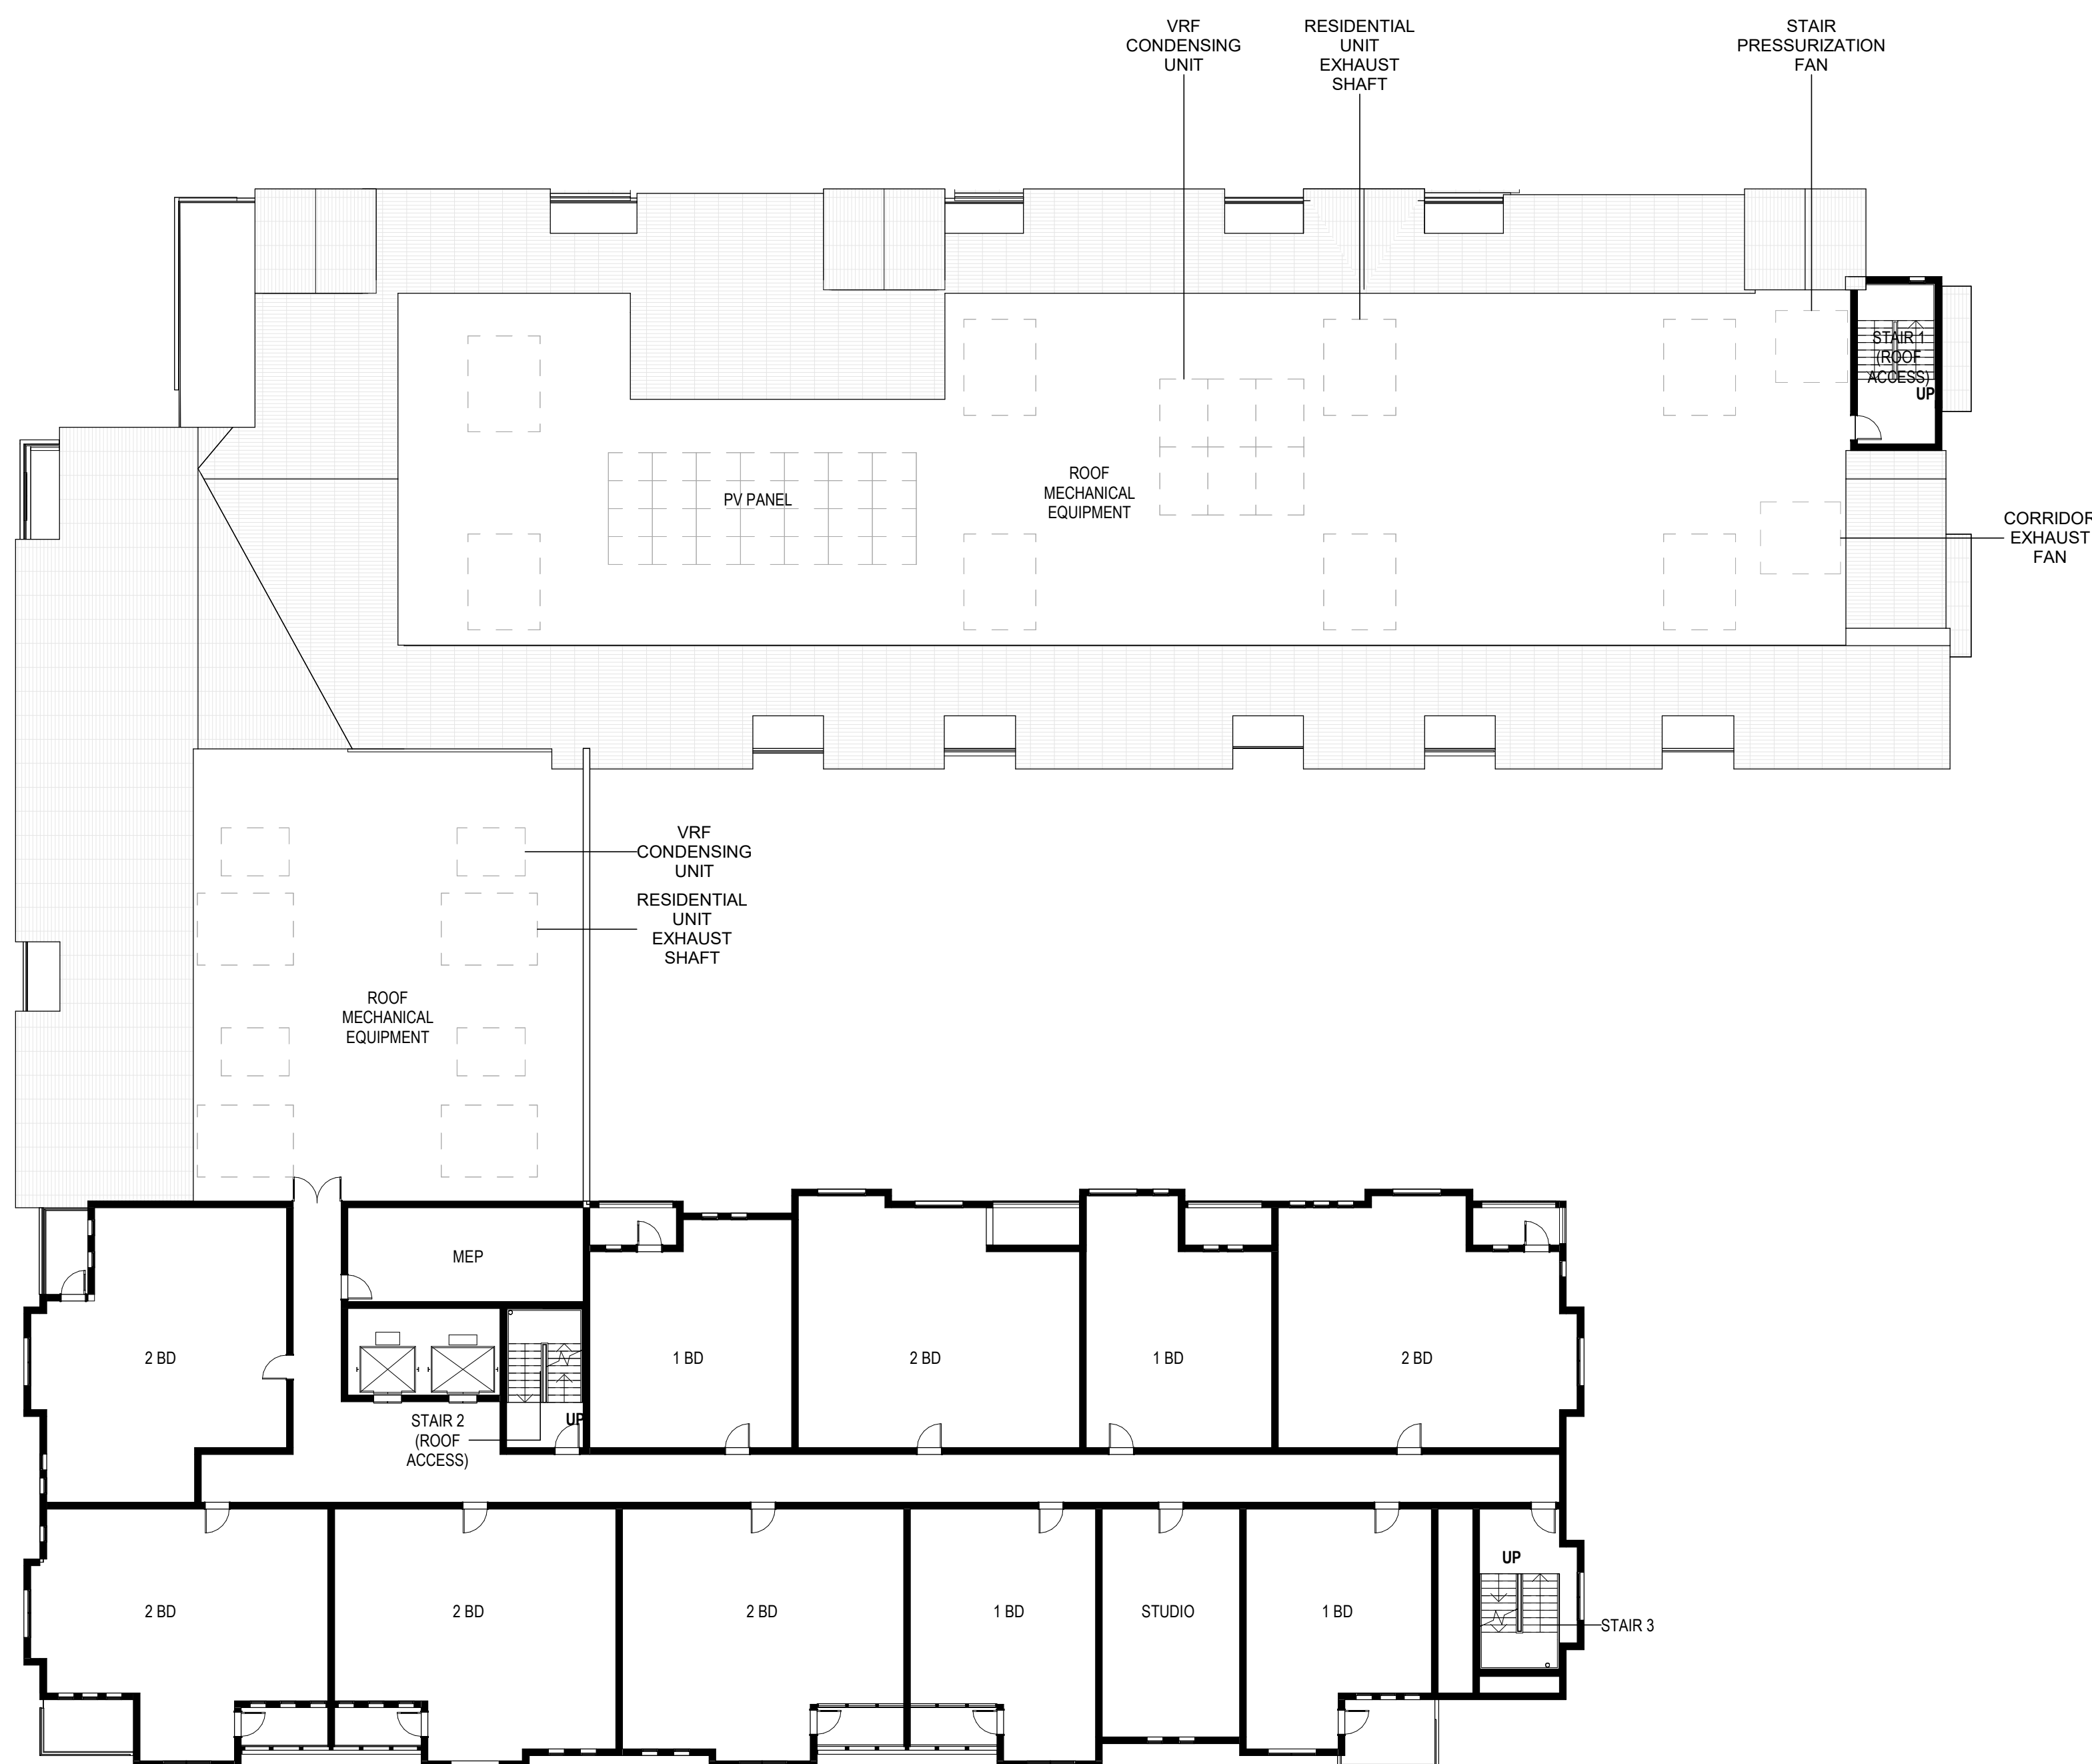 VRF
CONDENSING
UNIT
RESIDENTIAL
UNIT
EXHAUST
SHAFT
STAIR
PRESSURIZATION
FAN
STAIR 1
(ROOF
ACCESS)
UP
PV PANEL
ROOF
MECHANICAL
EQUIPMENT
CORRIDOR
EXHAUST
FAN
VRF
CONDENSING
UNIT
RESIDENTIAL
UNIT
EXHAUST
SHAFT
ROOF
MECHANICAL
EQUIPMENT
MEP
2 BD
1 BD
2 BD
1 BD
2 BD
STAIR 2
(ROOF
ACCESS)
UP
UP
2 BD
2 BD
2 BD
1 BD
STUDIO
1 BD
STAIR 3